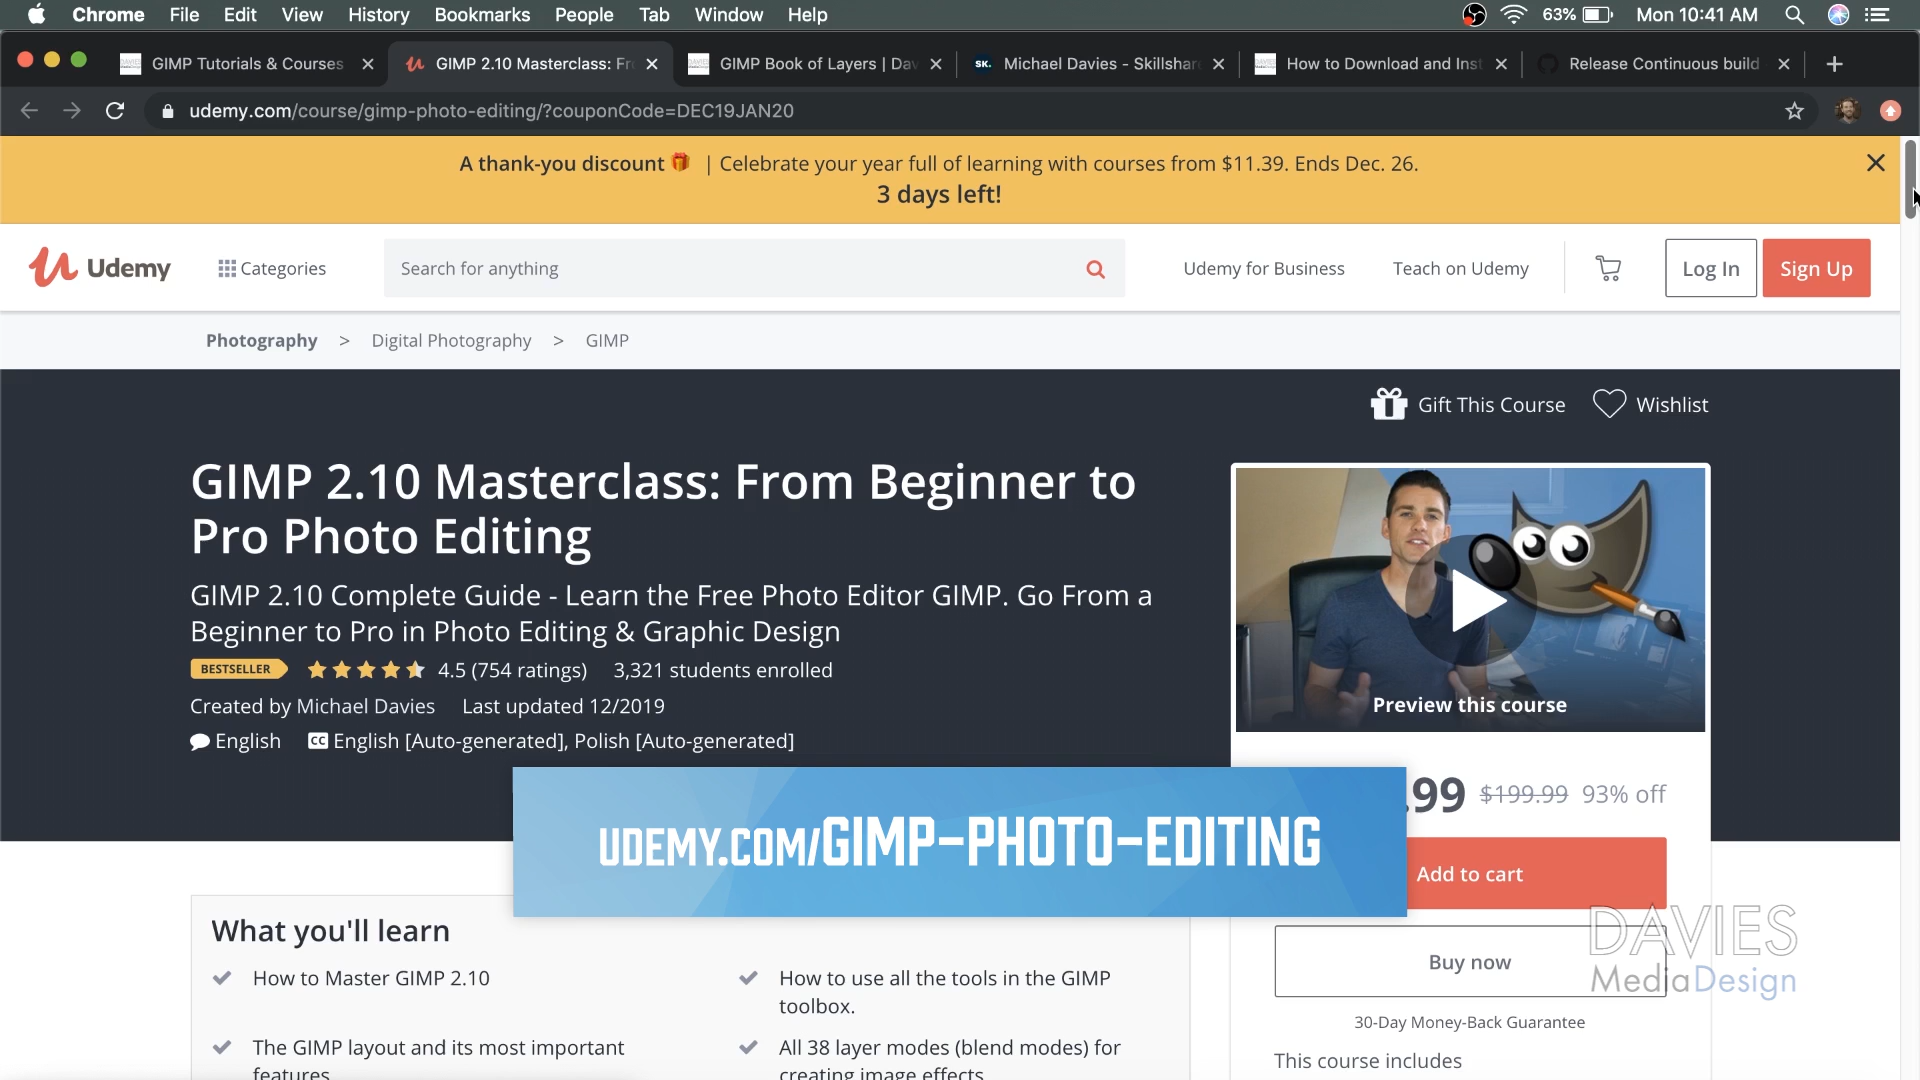 Chrome File Edit View History Bookmarks People Tab Window Help 63% Mon 10:41 AM
GIMP Tutorials & Courses GIMP 2.10 Masterclass: Fr GIMP Book of Layers | Dav SK. Michael Davies - Skillshar How to Download and Inst Release Continuous build
udemy.com/course/gimp-photo-editing/?couponCode=DEC19JAN20
A thank-you discount | Celebrate your year full of learning with courses from $11.39. Ends Dec. 26.
3 days left!
Udemy Categories Search for anything Udemy for Business Teach on Udemy Log In Sign Up
Photography > Digital Photography > GIMP
Gift This Course Wishlist
GIMP 2.10 Masterclass: From Beginner to
Pro Photo Editing
GIMP 2.10 Complete Guide - Learn the Free Photo Editor GIMP. Go From a
Beginner to Pro in Photo Editing & Graphic Design
BESTSELLER 4.5 (754 ratings) 3,321 students enrolled
Created by Michael Davies Last updated 12/2019
English CC English [Auto-generated], Polish [Auto-generated]
Preview this course
.99 $199.99 93% off
UDEMY.COM/GIMP-PHOTO-EDITING
Add to cart
DAVIES
MediaDesign
Buy now
30-Day Money-Back Guarantee
This course includes
What you'll learn
How to Master GIMP 2.10
How to use all the tools in the GIMP
toolbox.
The GIMP layout and its most important
features
All 38 layer modes (blend modes) for
creating image effects